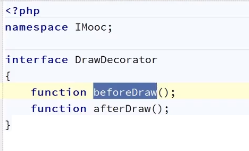 <?php
namespace IMooc;
interface DrawDecorator
{
    function beforeDraw();
    function afterDraw();
}